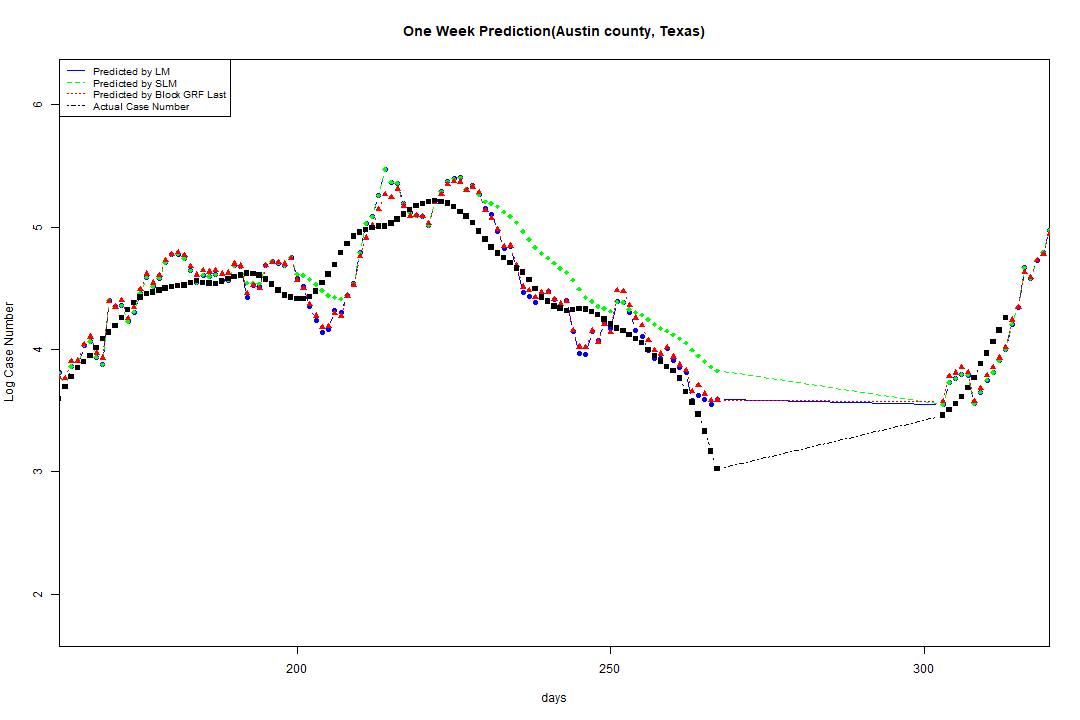 One Week Prediction(Austin county, Texas)
Predicted by LM
Predicted by SLM
Predicted by Block GRF Last
Actual Case Number
6
5
4
3
2
Log Case Number
200
250
300
days